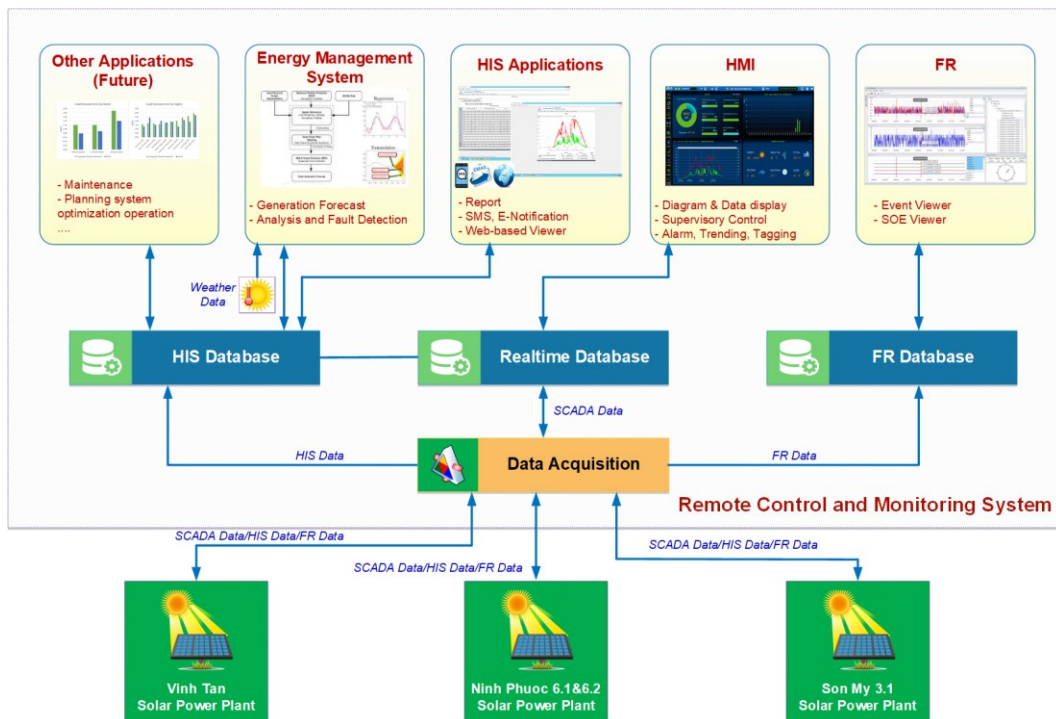 Other Applications
(Future)
- Maintenance
- Planning system
optimization operation
....
Energy Management
System
Regression
Extrapolation
- Generation Forecast
- Analysis and Fault Detection
HIS Applications
- Report
- SMS, E-Notification
- Web-based Viewer
HMI
- Diagram & Data display
- Supervisory Control
- Alarm, Trending, Tagging
FR
- Event Viewer
- SOE Viewer
Weather
Data
HIS Database
Realtime Database
FR Database
SCADA Data
HIS Data
Data Acquisition
FR Data
Remote Control and Monitoring System
SCADA Data/HIS Data/FR Data
SCADA Data/HIS Data/FR Data
SCADA Data/HIS Data/FR Data
Vinh Tan
Solar Power Plant
Ninh Phuoc 6.1&6.2
Solar Power Plant
Son My 3.1
Solar Power Plant